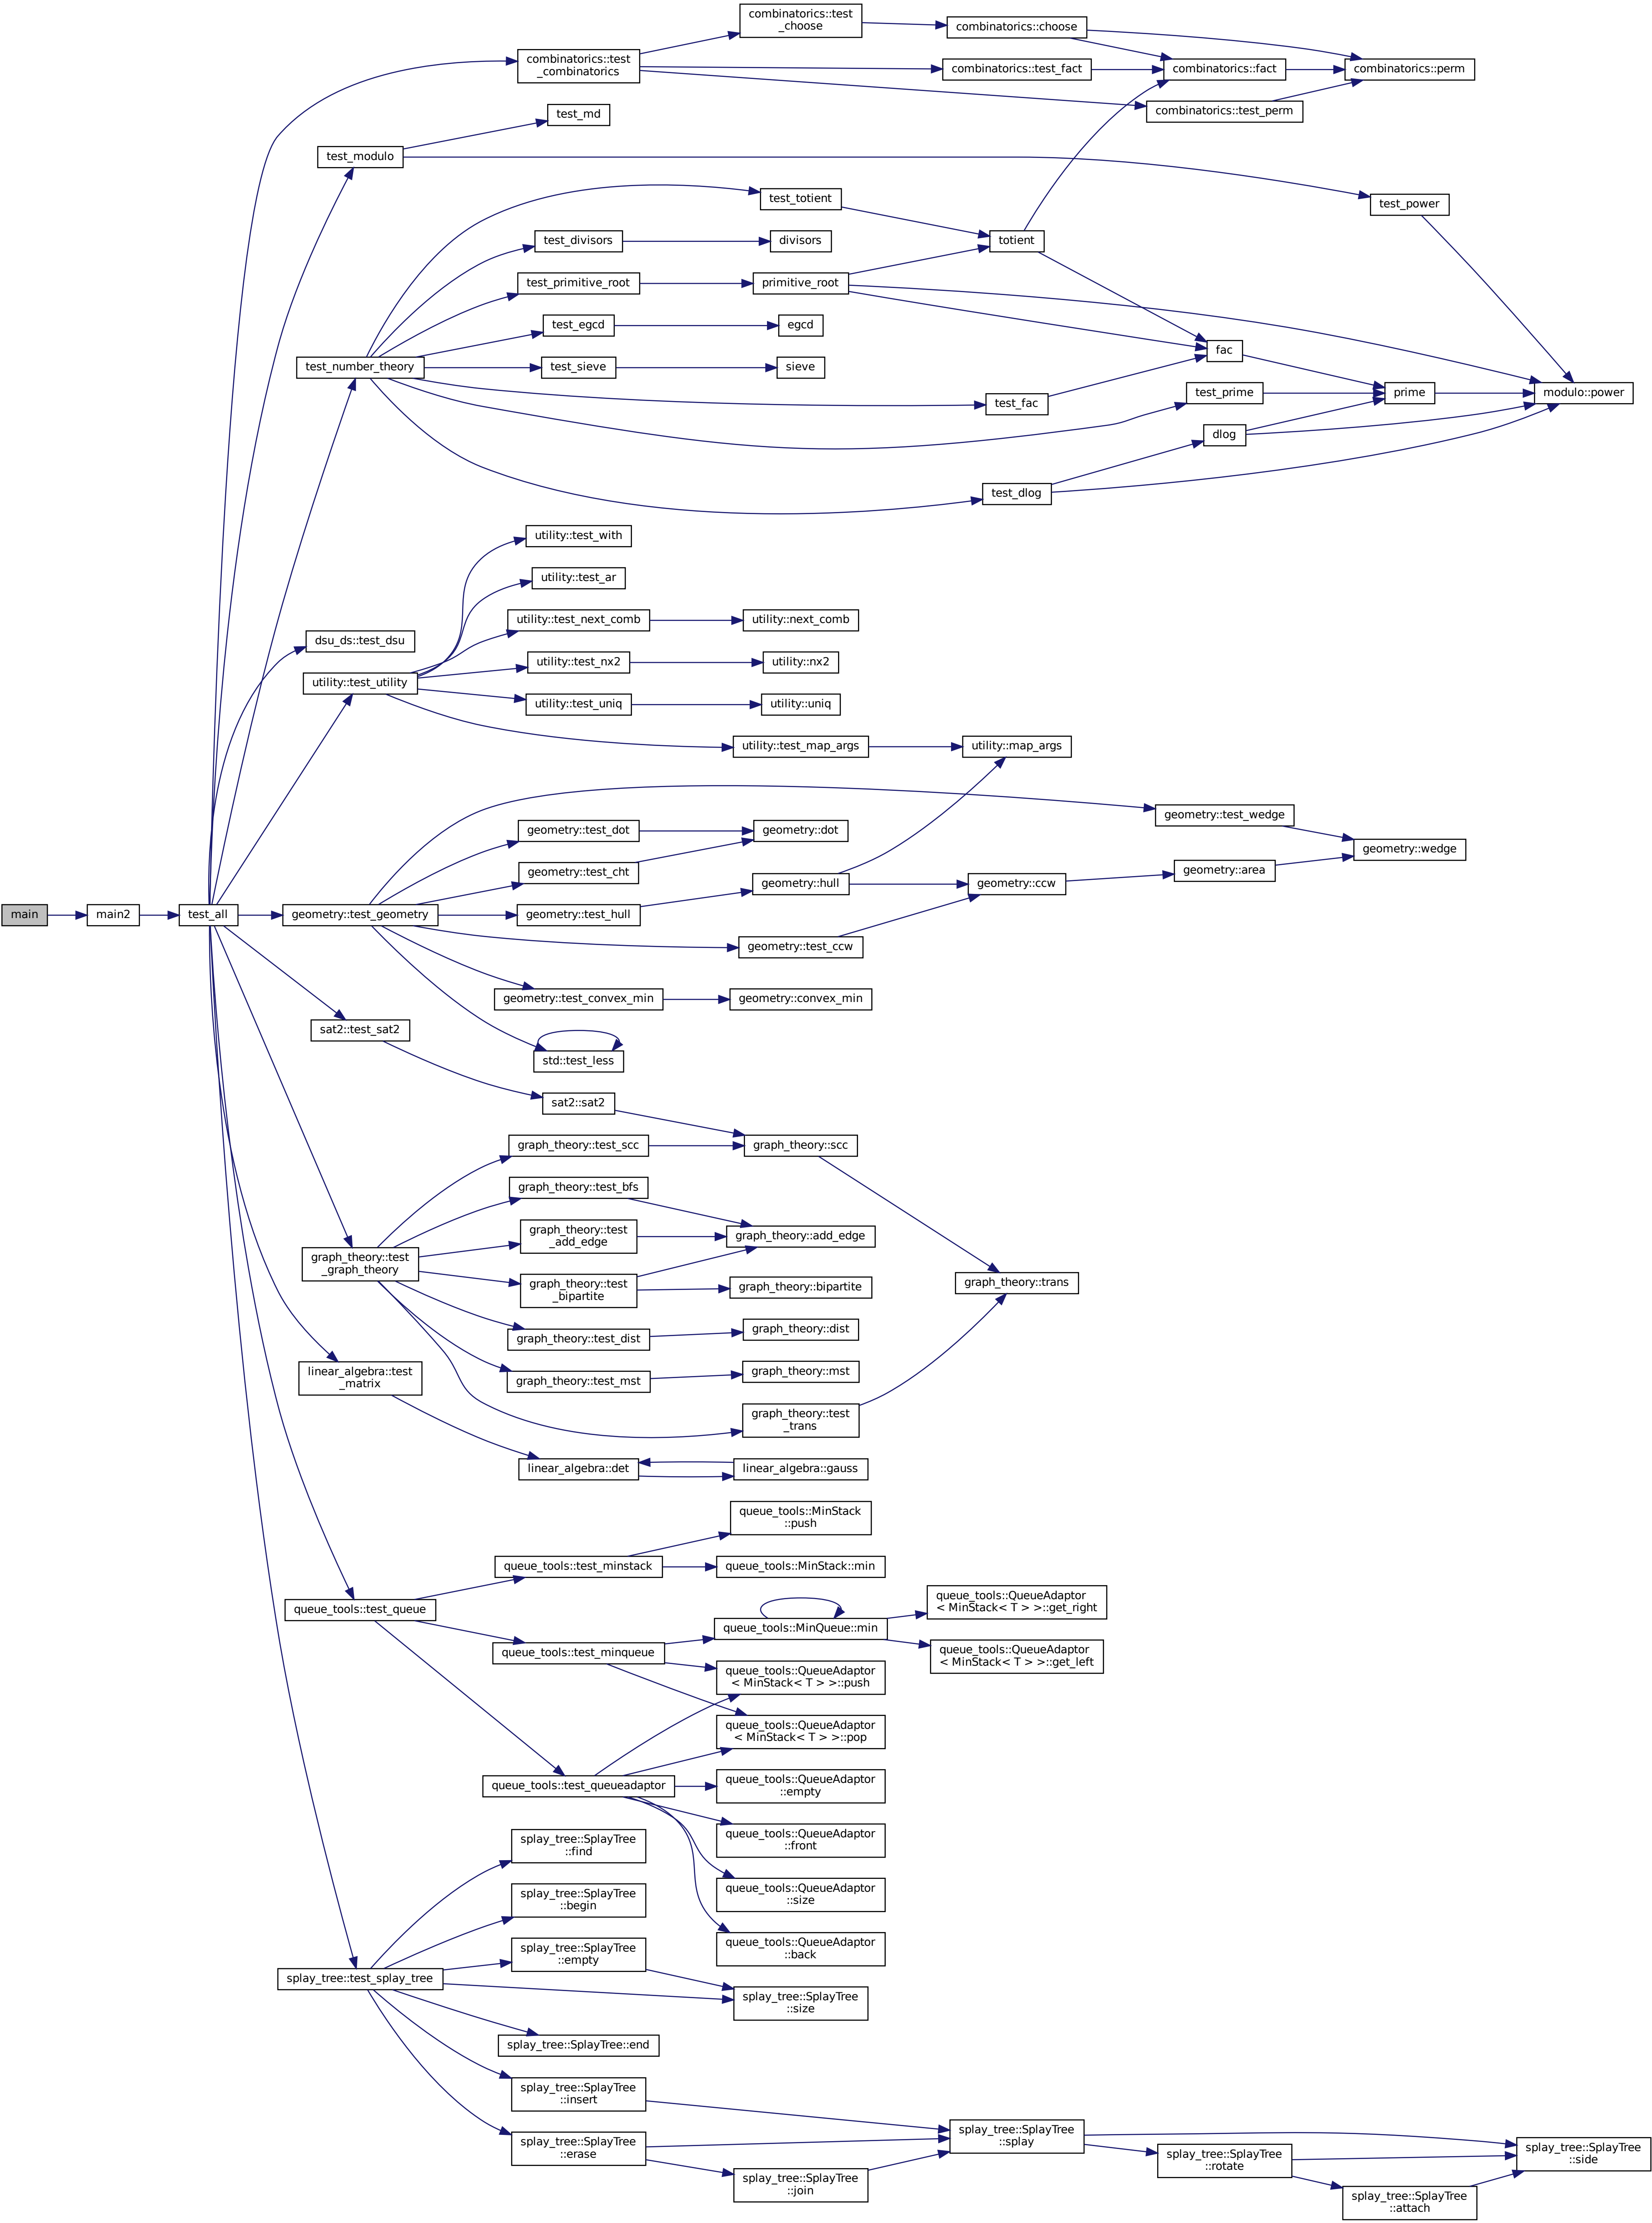 combinatorics::test
_choose
combinatorics::choose
combinatorics::test
_combinatorics
combinatorics::test_fact
combinatorics::fact
combinatorics::perm
combinatorics::test_perm
test_md
test_modulo
test_totient
test_power
test_divisors
divisors
totient
test_primitive_root
primitive_root
test_egcd
egcd
fac
test_number_theory
test_sieve
sieve
test_fac
test_prime
prime
modulo::power
dlog
test_dlog
utility::test_with
utility::test_ar
utility::test_next_comb
utility::next_comb
dsu_ds::test_dsu
utility::test_nx2
utility::nx2
utility::test_utility
utility::test_uniq
utility::uniq
utility::test_map_args
utility::map_args
geometry::test_wedge
geometry::test_dot
geometry::dot
geometry::wedge
geometry::test_cht
geometry::area
geometry::hull
geometry::ccw
main
main2
test_all
geometry::test_geometry
geometry::test_hull
geometry::test_ccw
geometry::test_convex_min
geometry::convex_min
sat2::test_sat2
std::test_less
sat2::sat2
graph_theory::test_scc
graph_theory::scc
graph_theory::test_bfs
graph_theory::test
_add_edge
graph_theory::add_edge
graph_theory::test
_graph_theory
graph_theory::trans
graph_theory::test
_bipartite
graph_theory::bipartite
graph_theory::test_dist
graph_theory::dist
linear_algebra::test
_matrix
graph_theory::test_mst
graph_theory::mst
graph_theory::test
_trans
linear_algebra::det
linear_algebra::gauss
queue_tools::MinStack
::push
queue_tools::test_minstack
queue_tools::MinStack::min
queue_tools::test_queue
queue_tools::QueueAdaptor
< MinStack< T > >::get_right
queue_tools::MinQueue::min
queue_tools::test_minqueue
queue_tools::QueueAdaptor
< MinStack< T > >::get_left
queue_tools::QueueAdaptor
< MinStack< T > >::push
queue_tools::QueueAdaptor
< MinStack< T > >::pop
queue_tools::test_queueadaptor
queue_tools::QueueAdaptor
::empty
queue_tools::QueueAdaptor
::front
splay_tree::SplayTree
::find
queue_tools::QueueAdaptor
::size
splay_tree::SplayTree
::begin
queue_tools::QueueAdaptor
::back
splay_tree::SplayTree
::empty
splay_tree::test_splay_tree
splay_tree::SplayTree
::size
splay_tree::SplayTree::end
splay_tree::SplayTree
::insert
splay_tree::SplayTree
::splay
splay_tree::SplayTree
::erase
splay_tree::SplayTree
::side
splay_tree::SplayTree
::rotate
splay_tree::SplayTree
::join
splay_tree::SplayTree
::attach